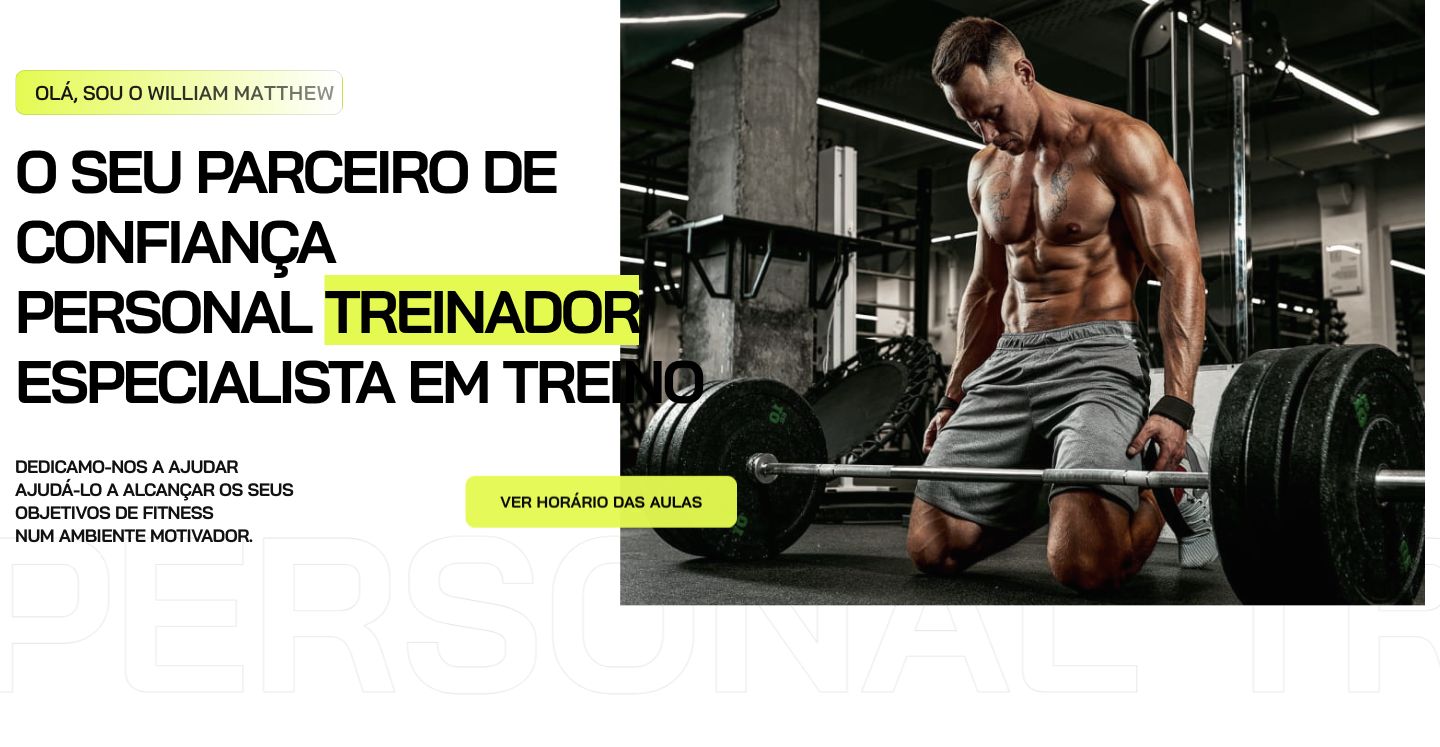 OLÁ, SOU O WILLIAM MATTHEW
O SEU PARCEIRO DE
CONFIANÇA
PERSONAL TREINADOR
ESPECIALISTA EM TREINO
DEDICAMO-NOS A AJUDAR
AJUDÁ-LO A ALCANÇAR OS SEUS
OBJETIVOS DE FITNESS
NUM AMBIENTE MOTIVADOR.
VER HORÁRIO DAS AULAS
PERSONAL TR